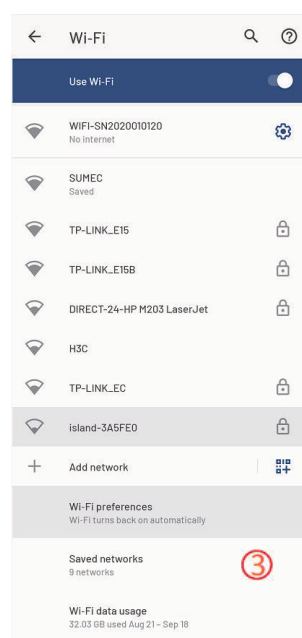 Wi-Fi
Use Wi-Fi
WIFI-SN2020010120
No internet
SUMEC
Saved
TP-LINK_E15
TP-LINK_E15B
DIRECT-24-HP M203 LaserJet
H3C
TP-LINK_EC
island-3A5FE0
Add network
Wi-Fi preferences
Wi-Fi turns back on automatically
Saved networks
9 networks
3
Wi-Fi data usage
32.03 GB used Aug 21 – Sep 18